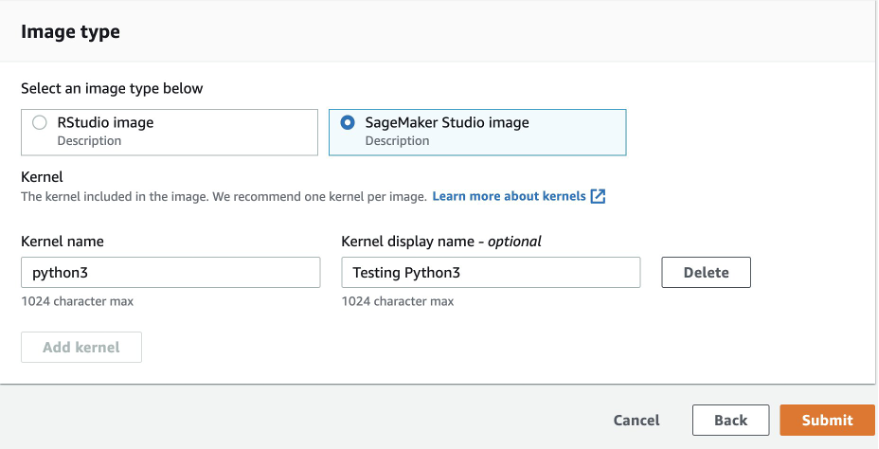 Image type
Select an image type below
RStudio image
Description
SageMaker Studio image
Description
Kernel
The kernel included in the image. We recommend one kernel per image. Learn more about kernels
Kernel name
Kernel display name - optional
python3
Testing Python3
Delete
1024 character max
1024 character max
Add kernel
Cancel
Back
Submit